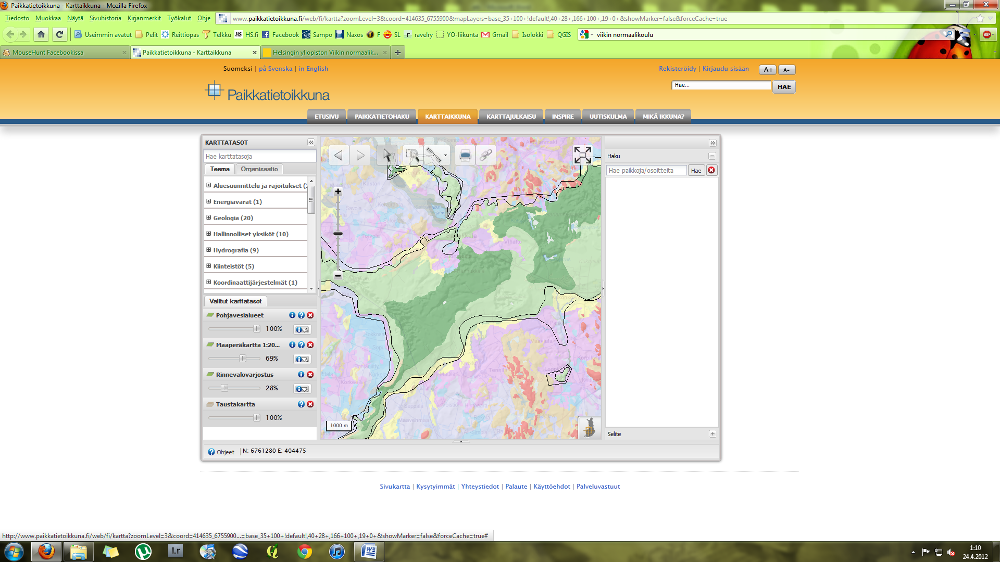 Paikkatietoikkuna - Karttaikkuna - Mozilla Firefox
Tiedosto Muokkaa Näytä Sivuhistoria Kirjanmerkit Työkalut Ohje www.paikkatietoikkuna.fi/web/fi/kartta?zoomLevel=3&coord=414635_6755900&mapLayers=base_35+100+!default!,40+28+,166+100+,19+0+&showMarker=false&forceCache=true
Useimmin avatut Pelit Reittiopas Telkku HS HS.fi Facebook Sampo Naxos F SL r ravelry YO-liikunta Gmail Isolokki QGIS viikin normaalikoulu ABP
MouseHunt Facebookissa Paikkatietoikkuna - Karttaikkuna Helsingin yliopiston Viikin normaalik...
Suomeksi | på Svenska | in English Rekisteröidy | Kirjaudu sisään A+ A-
Hae... HAE
Paikkatietoikkuna
ETUSIVU PAIKKATIETOHAKU KARTTAIKKUNA KARTTAJULKAISU INSPIRE UUTISKULMA MIKÄ IKKUNA?
KARTTATASOT
Hae karttatasoja
Teema Organisaatio
Aluesuunnittelu ja rajoitukset (
Energiavarat (1)
Geologia (20)
Hallinnolliset yksiköt (10)
Hydrografia (9)
Kiinteistöt (5)
Koordinaattijärjestelmät (1)
Valitut karttatasot
Pohjavesialueet
100%
Maaperäkartta 1:20...
69%
Rinnevalovarjostus
28%
Taustakartta
100%
Kastari
Toivola
Vihattu
Vääviälä
Tennilä
Seppälä
Maavehmaa
1000 m
Haku
Hae paikkoja/osoitteita Hae
Selite
Ohjeet N: 6761280 E: 404475
Sivukartta | Kysytyimmät | Yhteystiedot | Palaute | Käyttöehdot | Palveluvastuut
http://www.paikkatietoikkuna.fi/web/fi/kartta?zoomLevel=3&coord=414635_6755900...=base_35+100+!default!,40+28+,166+100+,19+0+&showMarker=false&forceCache=true#
Lr
1:10
24.4.2012